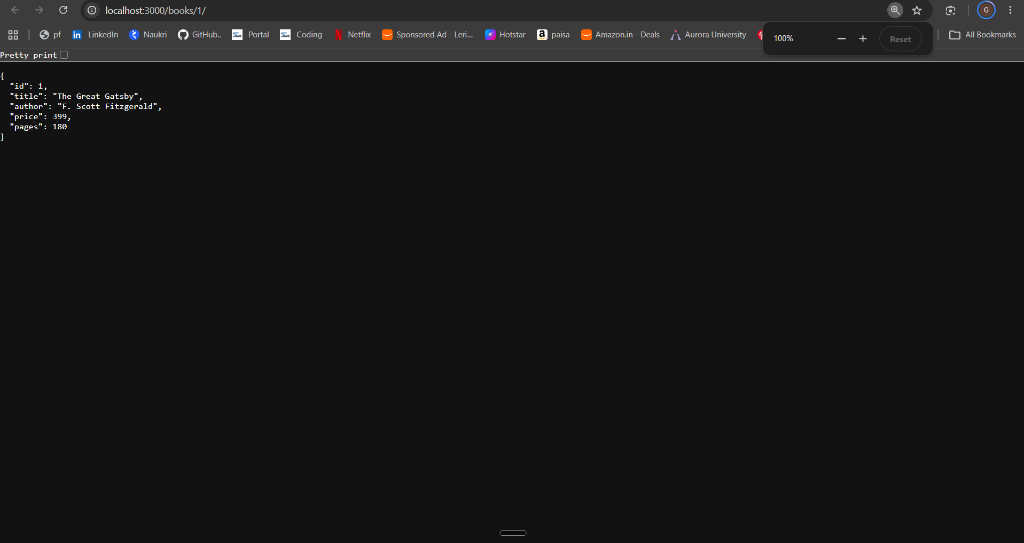 localhost:3000/books/1/
pf LinkedIn Naukri GitHub.. Portal Coding Netflix Sponsored Ad - Leri... Hotstar paisa Amazon.in Deals Aurora University All Bookmarks
100% Reset
Pretty print
{
"id": 1,
"title": "The Great Gatsby",
"author": "F. Scott Fitzgerald",
"price": 399,
"pages": 180
}